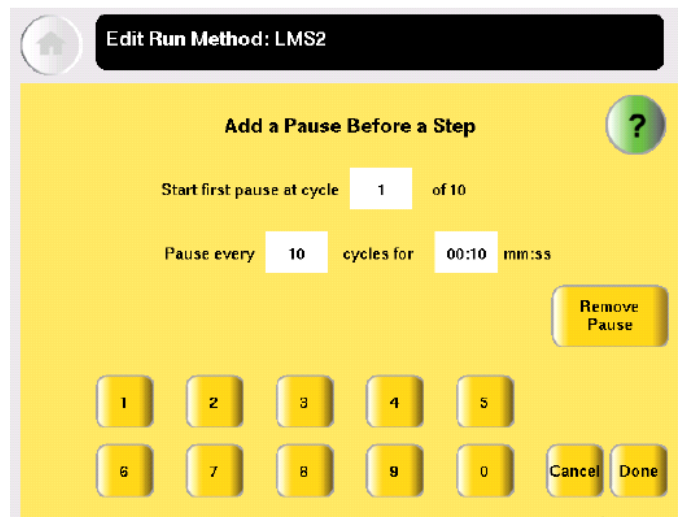 Edit Run Method: LMS2
Add a Pause Before a Step
?
Start first pause at cycle 1 of 10
Pause every 10 cycles for 00:10 mm:ss
Remove
Pause
1 2 3 4 5
6 7 8 9 0 Cancel Done